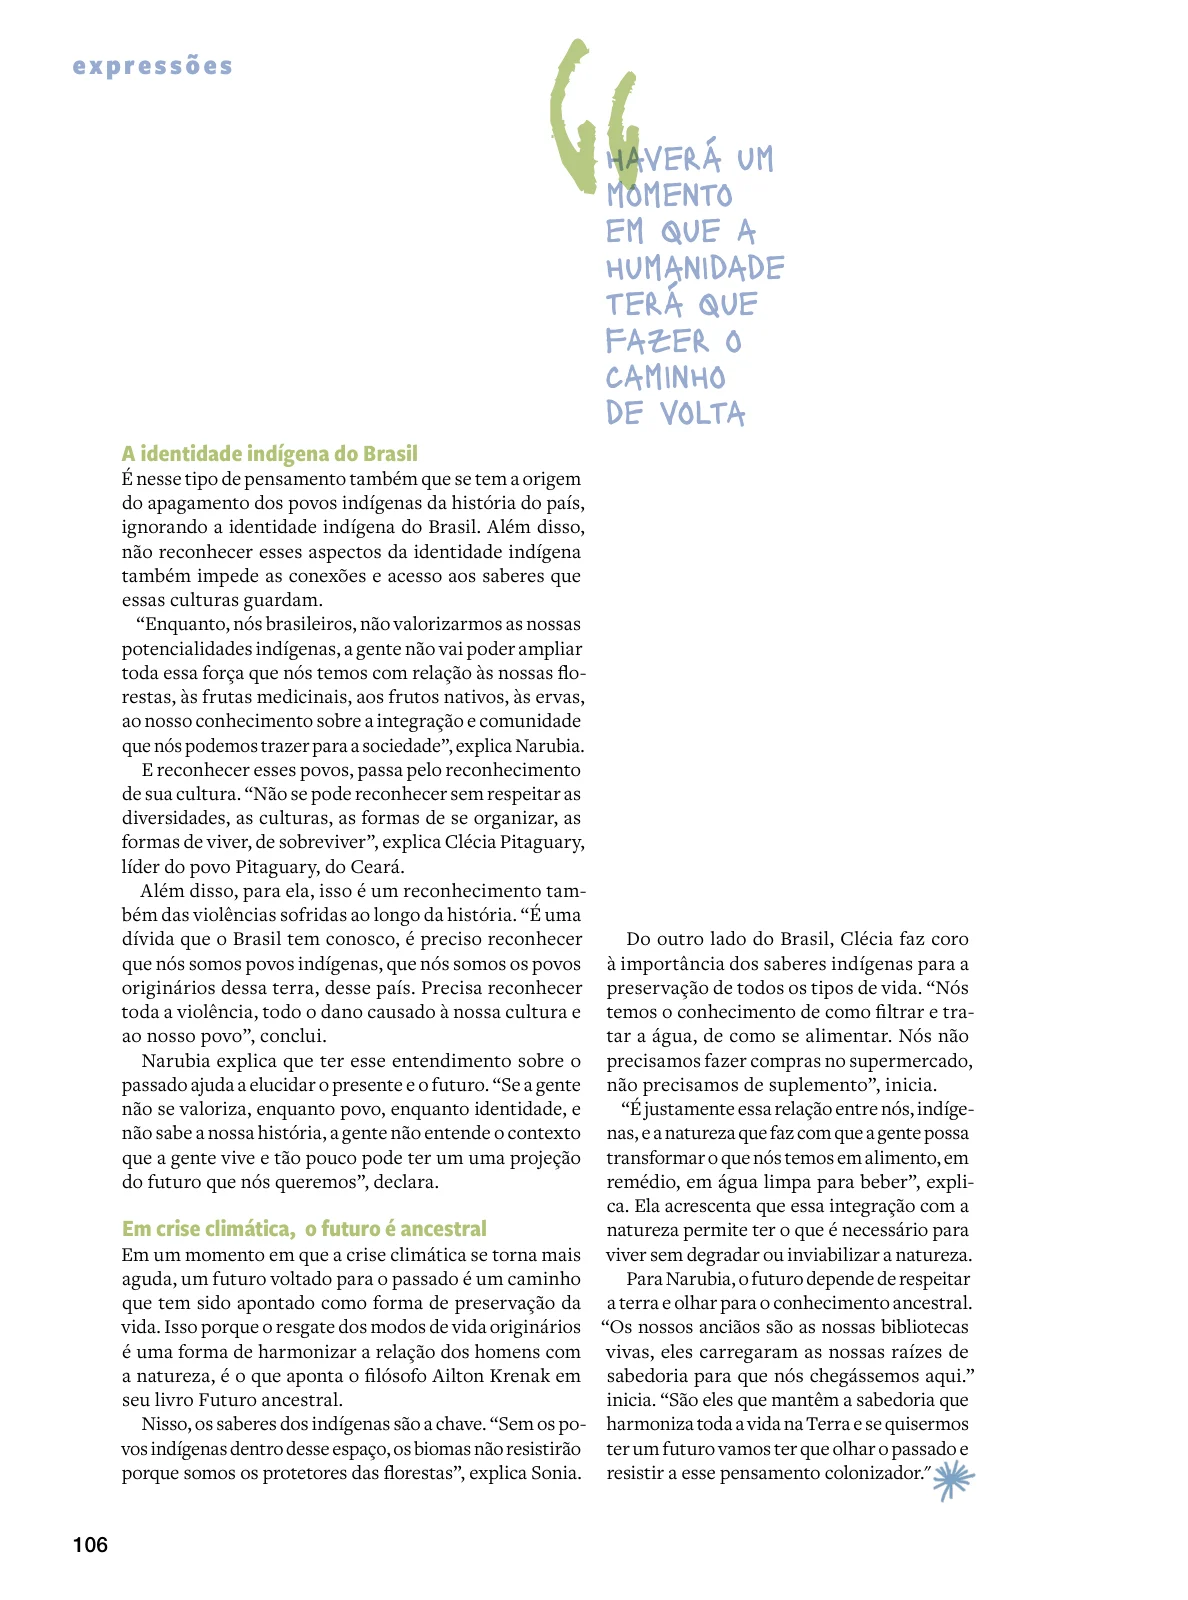 expressões
HAVERÁ UM
MOMENTO
EM QUE A
HUMANIDADE
TERÁ QUE
FAZER O
CAMINHO
DE VOLTA
A identidade indígena do Brasil
É nesse tipo de pensamento também que se tem a origem
do apagamento dos povos indígenas da história do país,
ignorando a identidade indígena do Brasil. Além disso,
não reconhecer esses aspectos da identidade indígena
também impede as conexões e acesso aos saberes que
essas culturas guardam.
“Enquanto, nós brasileiros, não valorizarmos as nossas
potencialidades indígenas, a gente não vai poder ampliar
toda essa força que nós temos com relação às nossas flo-
restas, às frutas medicinais, aos frutos nativos, às ervas,
ao nosso conhecimento sobre a integração e comunidade
que nós podemos trazer para a sociedade”, explica Narubia.
E reconhecer esses povos, passa pelo reconhecimento
de sua cultura. “Não se pode reconhecer sem respeitar as
diversidades, as culturas, as formas de se organizar, as
formas de viver, de sobreviver”, explica Clécia Pitaguary,
líder do povo Pitaguary, do Ceará.
Além disso, para ela, isso é um reconhecimento tam-
bém das violências sofridas ao longo da história. “É uma
dívida que o Brasil tem conosco, é preciso reconhecer
que nós somos povos indígenas, que nós somos os povos
originários dessa terra, desse país. Precisa reconhecer
toda a violência, todo o dano causado à nossa cultura e
ao nosso povo”, conclui.
Narubia explica que ter esse entendimento sobre o
passado ajuda a elucidar o presente e o futuro. “Se a gente
não se valoriza, enquanto povo, enquanto identidade, e
não sabe a nossa história, a gente não entende o contexto
que a gente vive e tão pouco pode ter um uma projeção
do futuro que nós queremos”, declara.
Em crise climática, o futuro é ancestral
Em um momento em que a crise climática se torna mais
aguda, um futuro voltado para o passado é um caminho
que tem sido apontado como forma de preservação da
vida. Isso porque o resgate dos modos de vida originários
é uma forma de harmonizar a relação dos homens com
a natureza, é o que aponta o filósofo Ailton Krenak em
seu livro Futuro ancestral.
Nisso, os saberes dos indígenas são a chave. “Sem os po-
vos indígenas dentro desse espaço, os biomas não resistirão
porque somos os protetores das florestas”, explica Sonia.
Do outro lado do Brasil, Clécia faz coro
à importância dos saberes indígenas para a
preservação de todos os tipos de vida. “Nós
temos o conhecimento de como filtrar e tra-
tar a água, de como se alimentar. Nós não
precisamos fazer compras no supermercado,
não precisamos de suplemento”, inicia.
“É justamente essa relação entre nós, indíge-
nas, e a natureza que faz com que a gente possa
transformar o que nós temos em alimento, em
remédio, em água limpa para beber”, expli-
ca. Ela acrescenta que essa integração com a
natureza permite ter o que é necessário para
viver sem degradar ou inviabilizar a natureza.
Para Narubia, o futuro depende de respeitar
a terra e olhar para o conhecimento ancestral.
“Os nossos anciãos são as nossas bibliotecas
vivas, eles carregaram as nossas raízes de
sabedoria para que nós chegássemos aqui.”
inicia. “São eles que mantêm a sabedoria que
harmoniza toda a vida na Terra e se quisermos
ter um futuro vamos ter que olhar o passado e
resistir a esse pensamento colonizador."
106